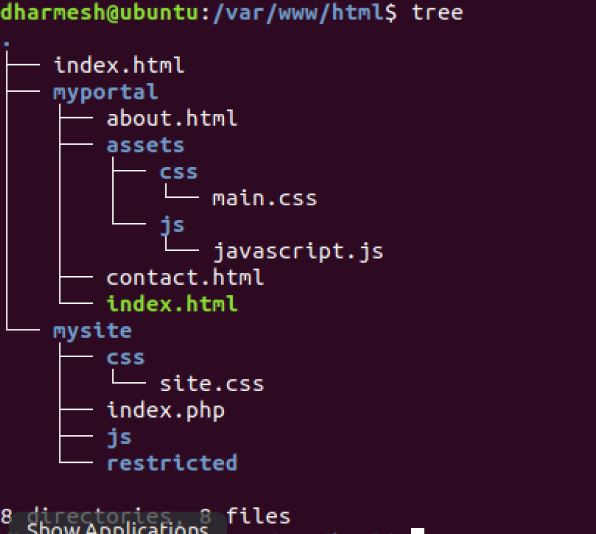 dharmesh@ubuntu:/var/www/html$ tree
.
├── index.html
├── myportal
│   ├── about.html
│   ├── assets
│   │   ├── css
│   │   │   └── main.css
│   │   └── js
│   │       └── javascript.js
│   ├── contact.html
│   └── index.html
└── mysite
    ├── css
    │   └── site.css
    ├── index.php
    ├── js
    └── restricted

8 directories, 8 files
Show Applications